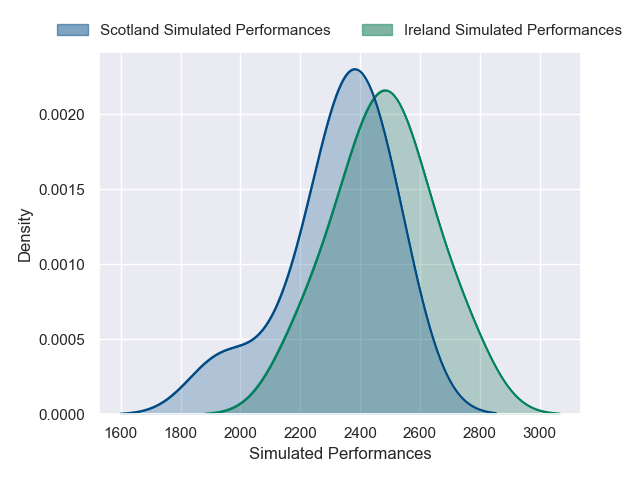 Scotland Simulated Performances Ireland Simulated Performances
0.0020
0.0015
0.0010
0.0005
0.0000
Density
1600 1800 2000 2200 2400 2600 2800 3000
Simulated Performances